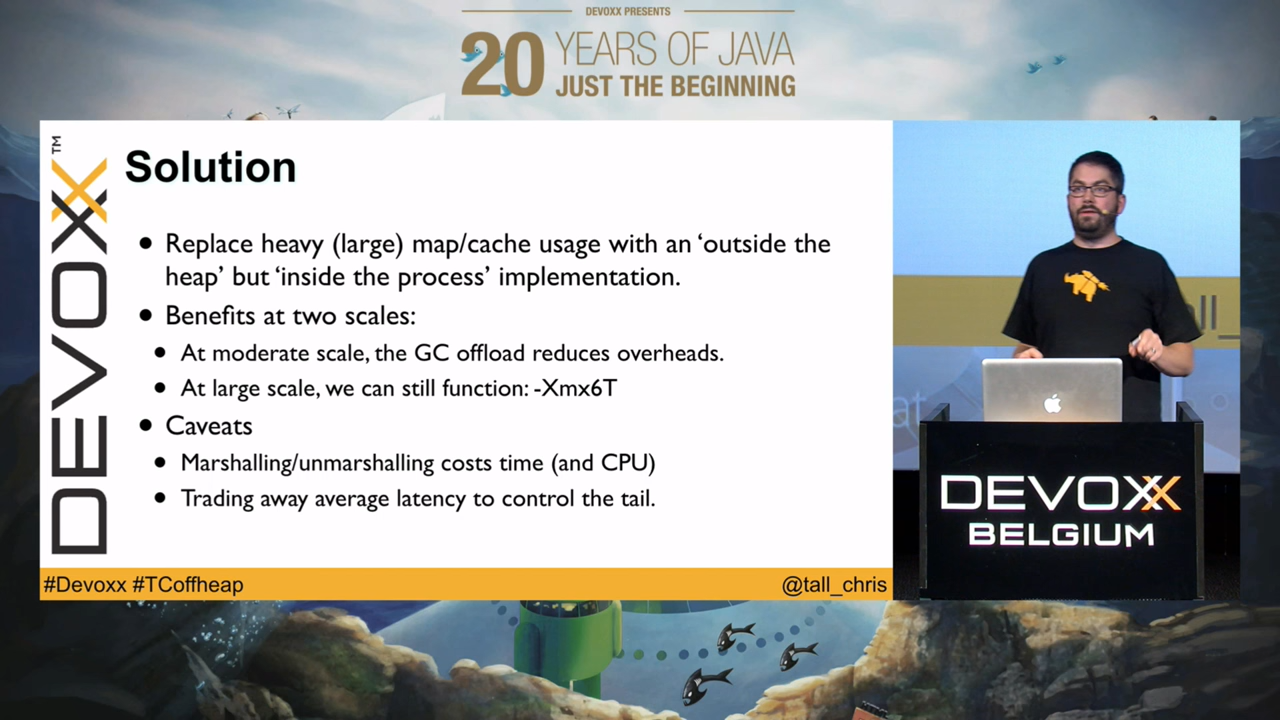 DEVOXX PRESENTS
20 YEARS OF JAVA
JUST THE BEGINNING
DEVOXX™
Solution
• Replace heavy (large) map/cache usage with an ‘outside the
heap’ but ‘inside the process’ implementation.
• Benefits at two scales:
• At moderate scale, the GC offload reduces overheads.
• At large scale, we can still function: -Xmx6T
• Caveats
• Marshalling/unmarshalling costs time (and CPU)
• Trading away average latency to control the tail.
#Devoxx #TCoffheap
@tall_chris
DEVOXX
BELGIUM